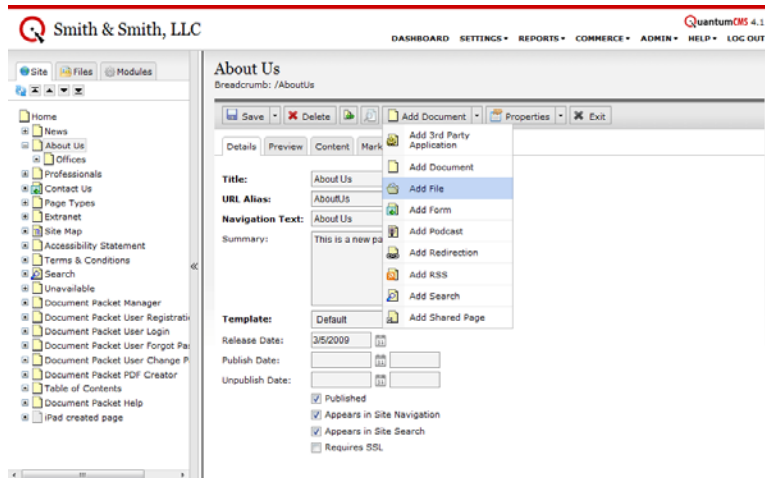 Smith & Smith, LLC
QuantumCMS 4.1
DASHBOARD SETTINGS REPORTS COMMERCE ADMIN HELP LOG OUT
Site Files Modules
Home
News
About Us
Offices
Professionals
Contact Us
Page Types
Extranet
Site Map
Accessibility Statement
Terms & Conditions
Search
Unavailable
Document Packet Manager
Document Packet User Registrati
Document Packet User Login
Document Packet User Forgot Pa
Document Packet User Change P
Document Packet PDF Creator
Table of Contents
Document Packet Help
iPad created page
About Us
Breadcrumb: /AboutUs
Save Delete Add Document Properties Exit
Details Preview Content Mark
Title: About Us
URL Alias: AboutUs
Navigation Text: About Us
Summary: This is a new pa
Template: Default
Release Date: 3/5/2009
Publish Date:
Unpublish Date:
Published
Appears in Site Navigation
Appears in Site Search
Requires SSL
Add 3rd Party
Application
Add Document
Add File
Add Form
Add Podcast
Add Redirection
Add RSS
Add Search
Add Shared Page